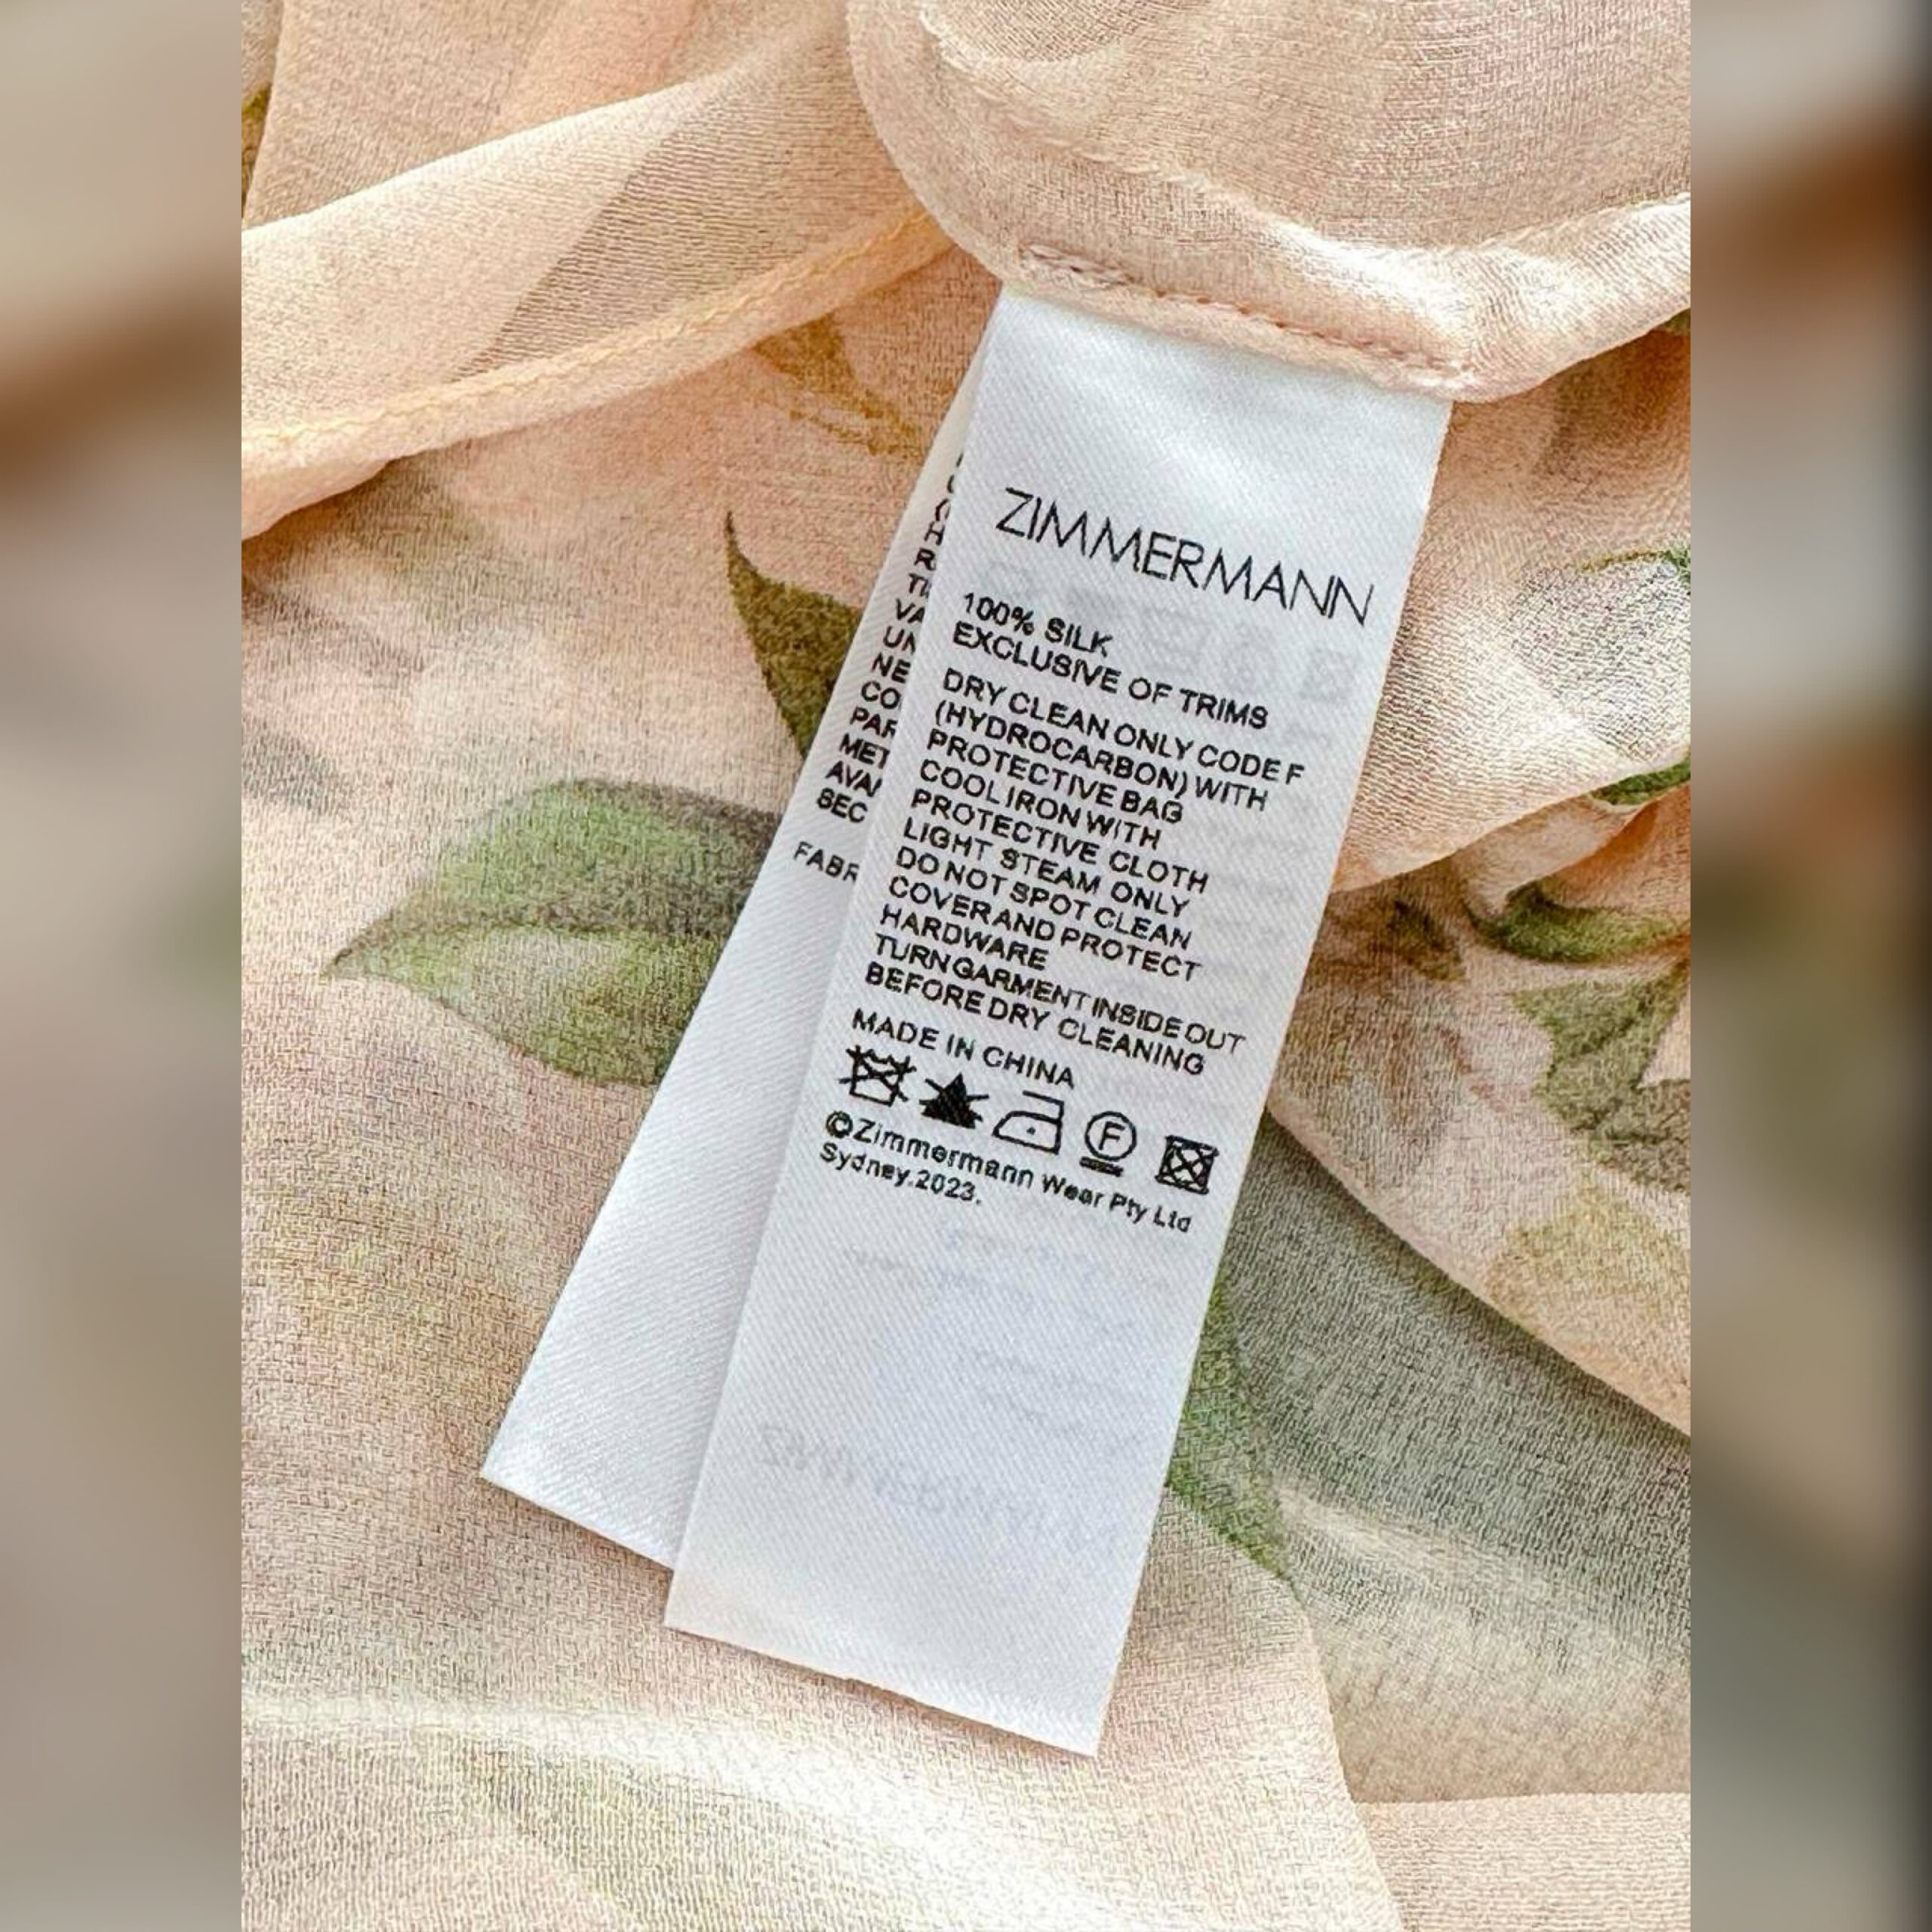 ZIMMERMANN
100% SILK
EXCLUSIVE OF TRIMS
DRY CLEAN ONLY CODE F
(HYDROCARBON) WITH
PROTECTIVE BAG
COOL IRON WITH
PROTECTIVE CLOTH
LIGHT STEAM ONLY
DO NOT SPOT CLEAN
COVER AND PROTECT
HARDWARE
TURN GARMENT INSIDE OUT
BEFORE DRY CLEANING
MADE IN CHINA
F
©Zimmermann Wear Pty Ltd
Sydney.2023.